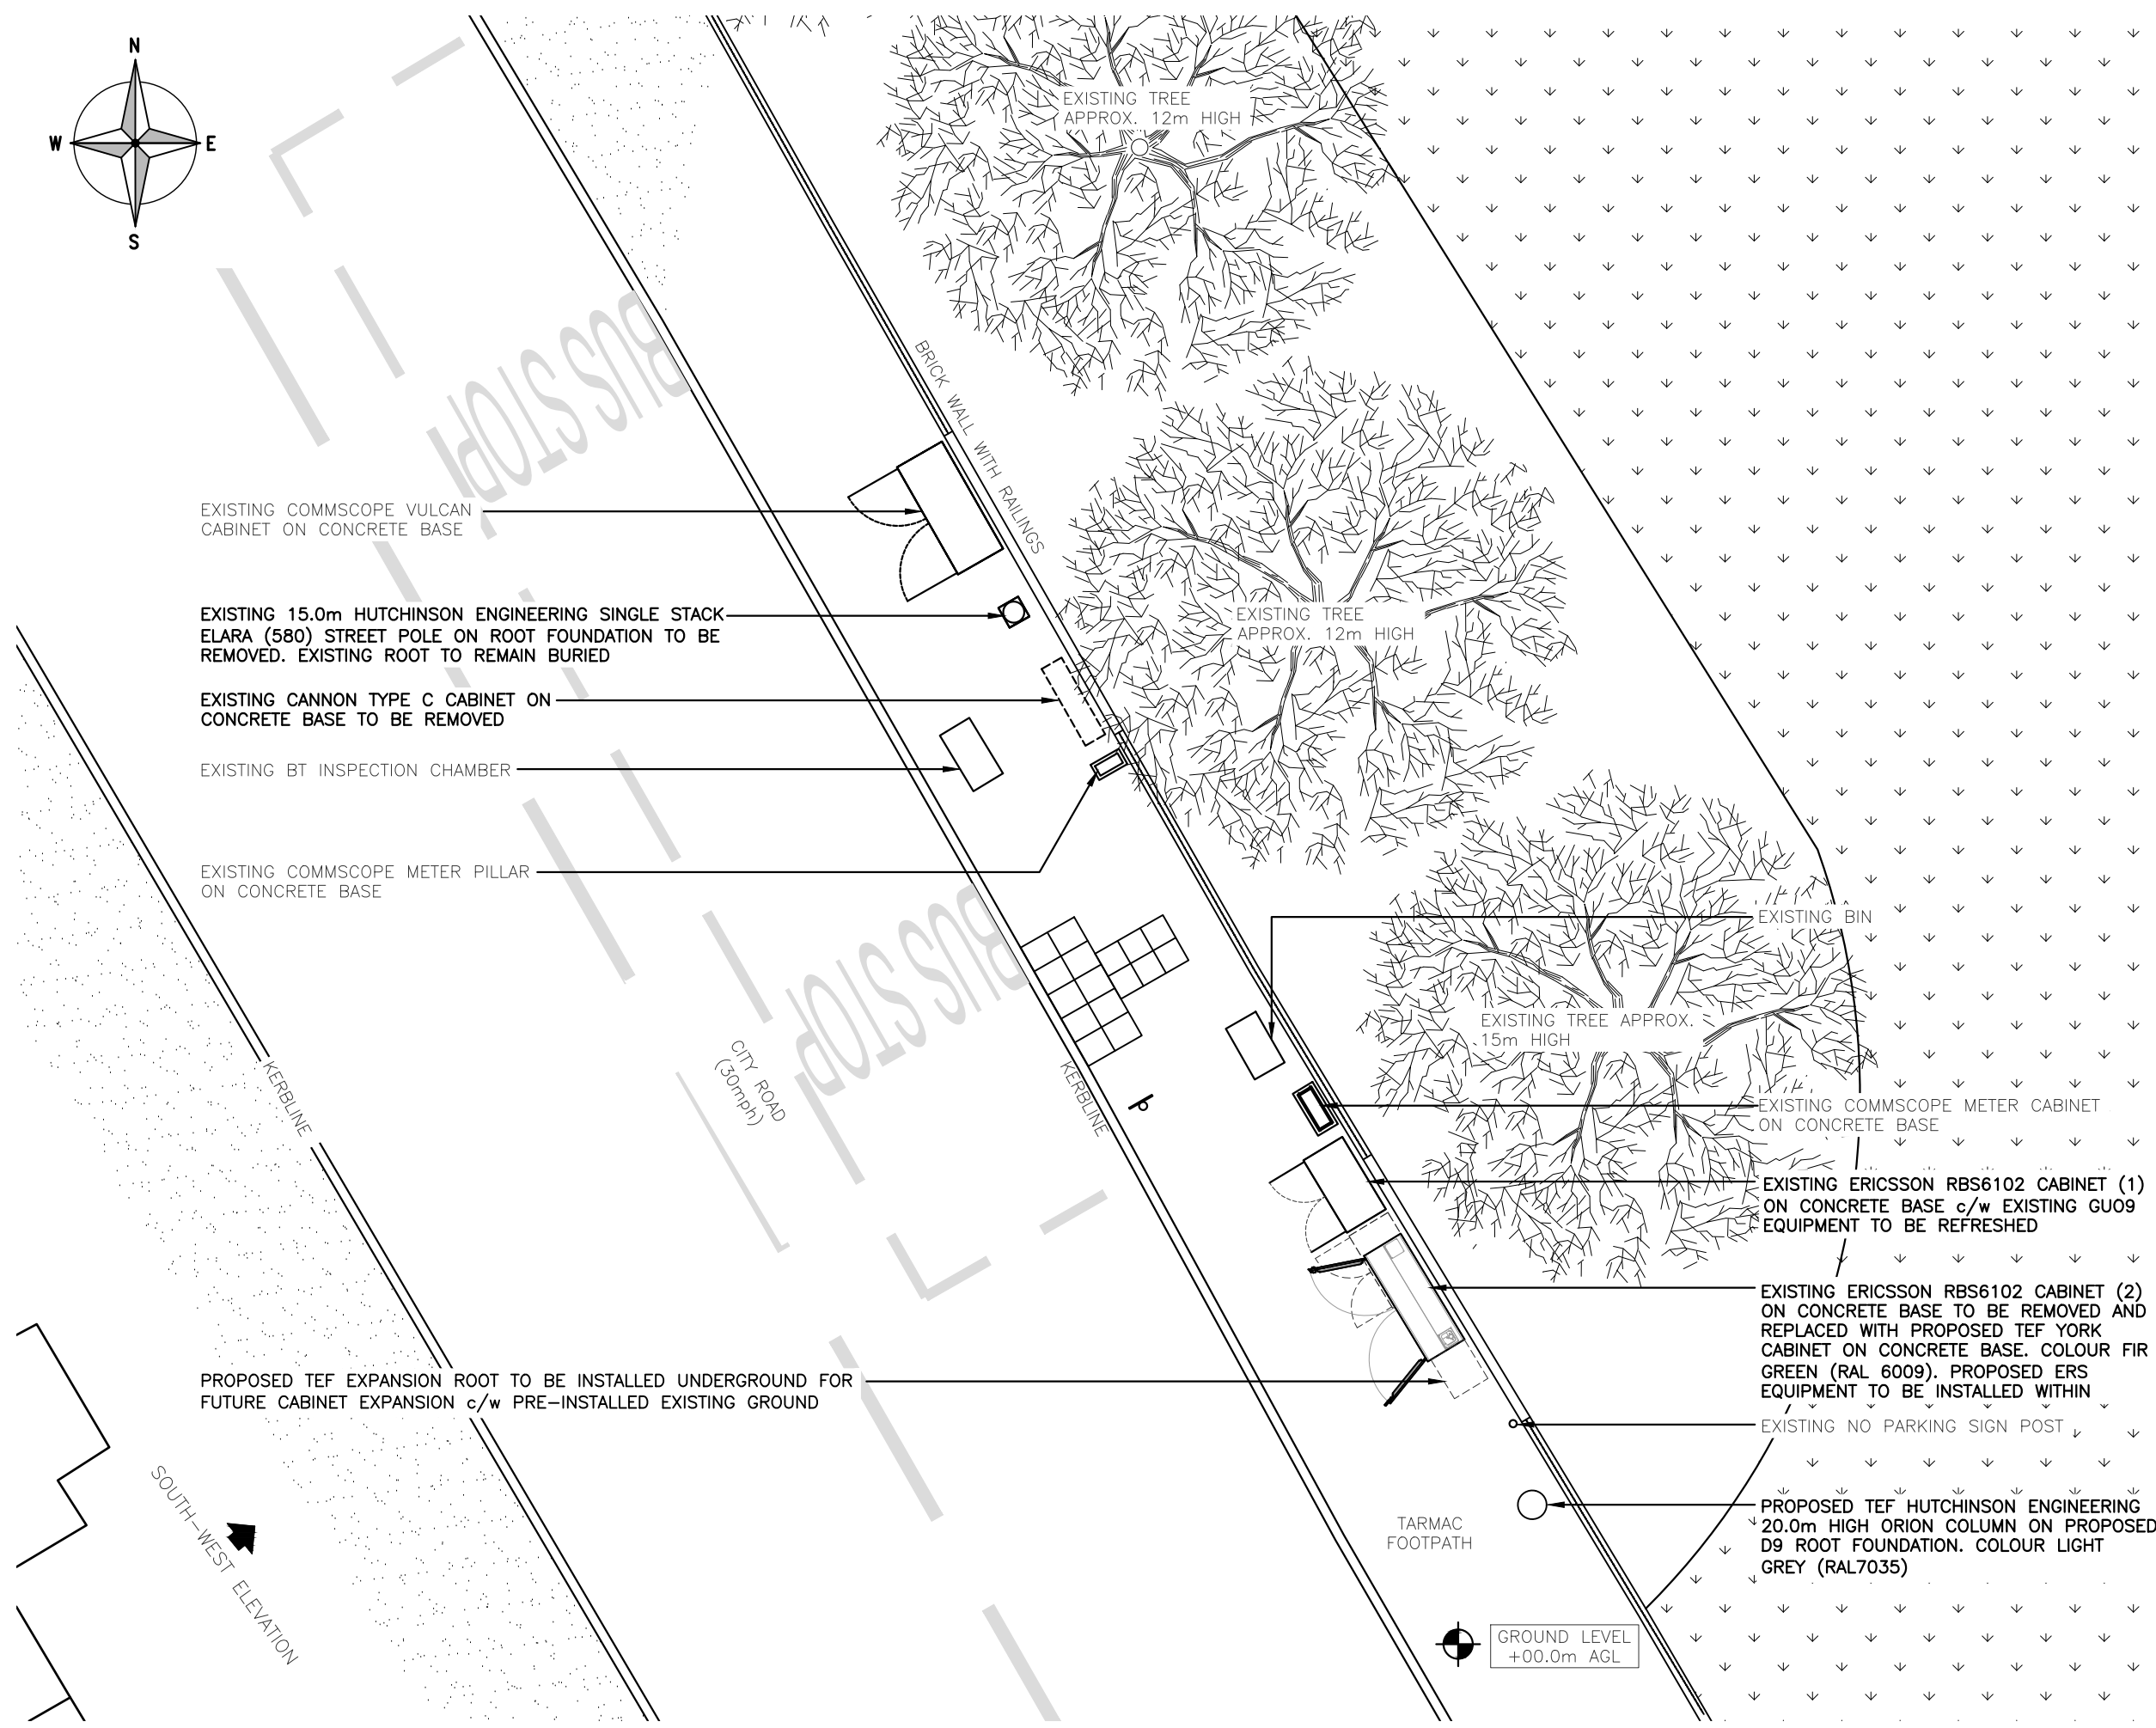 N
W E
S
EXISTING TREE
APPROX. 12m HIGH
BUS STOP
BRICK WALL WITH RAILINGS
EXISTING COMMSCOPE VULCAN
CABINET ON CONCRETE BASE
EXISTING 15.0m HUTCHINSON ENGINEERING SINGLE STACK
ELARA (580) STREET POLE ON ROOT FOUNDATION TO BE
REMOVED. EXISTING ROOT TO REMAIN BURIED
EXISTING TREE
APPROX. 12m HIGH
EXISTING CANNON TYPE C CABINET ON
CONCRETE BASE TO BE REMOVED
EXISTING BT INSPECTION CHAMBER
EXISTING COMMSCOPE METER PILLAR
ON CONCRETE BASE
BUS STOP
EXISTING BIN
EXISTING TREE APPROX.
15m HIGH
KERBLINE
CITY ROAD
(30mph)
KERBLINE
EXISTING COMMSCOPE METER CABINET
ON CONCRETE BASE
EXISTING ERICSSON RBS6102 CABINET (1)
ON CONCRETE BASE c/w EXISTING GU09
EQUIPMENT TO BE REFRESHED
EXISTING ERICSSON RBS6102 CABINET (2)
ON CONCRETE BASE TO BE REMOVED AND
REPLACED WITH PROPOSED TEF YORK
CABINET ON CONCRETE BASE. COLOUR FIR
GREEN (RAL 6009). PROPOSED ERS
EQUIPMENT TO BE INSTALLED WITHIN
PROPOSED TEF EXPANSION ROOT TO BE INSTALLED UNDERGROUND FOR
FUTURE CABINET EXPANSION c/w PRE-INSTALLED EXISTING GROUND
EXISTING NO PARKING SIGN POST
SOUTH-WEST ELEVATION
TARMAC
FOOTPATH
PROPOSED TEF HUTCHINSON ENGINEERING
20.0m HIGH ORION COLUMN ON PROPOSED
D9 ROOT FOUNDATION. COLOUR LIGHT
GREY (RAL7035)
GROUND LEVEL
+00.0m AGL